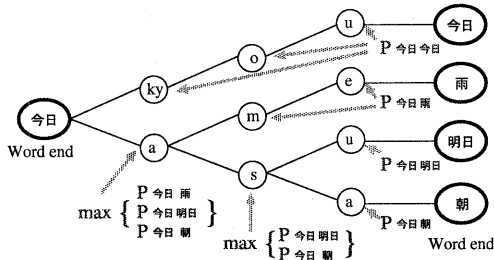 u
今日
o
P 今日 今日
ky
e
雨
今日
m
P 今日 雨
Word end
a
u
明日
s
P 今日 明日
P 今日 雨
max { P 今日 明日
P 今日 朝
a
朝
P 今日 朝
max { P 今日 明日
P 今日 朝
Word end